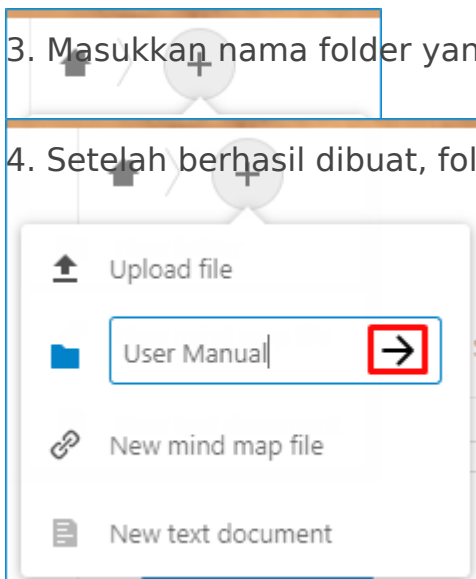 3. Masukkan nama folder yan
4. Setelah berhasil dibuat, fol
Upload file
User Manual
New mind map file
New text document